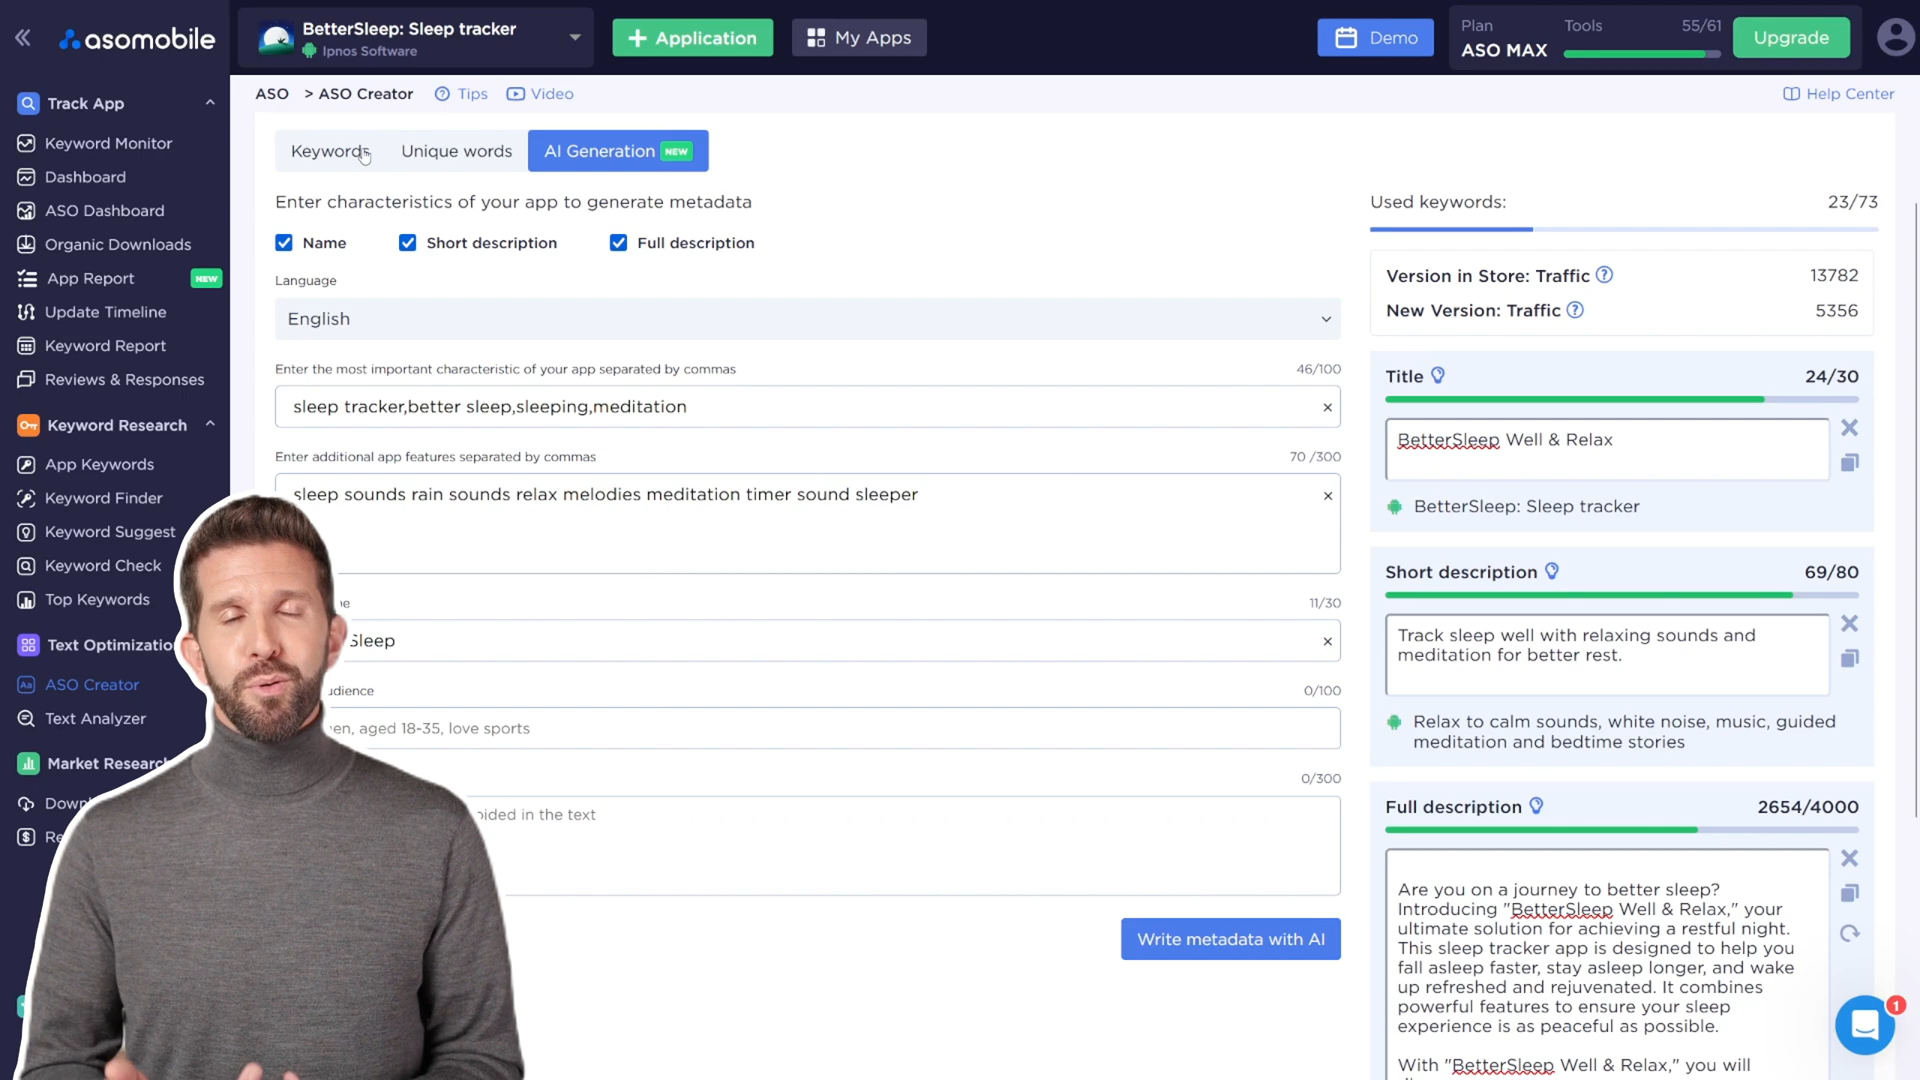 asomobile
BetterSleep: Sleep tracker
Ipnos Software
Application
My Apps
Demo
Plan
ASO MAX
Tools
55/61
Upgrade
Track App
Keyword Monitor
Dashboard
ASO Dashboard
Organic Downloads
App Report
NEW
Update Timeline
Keyword Report
Reviews & Responses
Keyword Research
App Keywords
Keyword Finder
Keyword Suggest
Keyword Check
Top Keywords
Text Optimization
ASO Creator
Text Analyzer
Market Research
ASO > ASO Creator
Tips
Video
Help Center
Keywords
Unique words
AI Generation NEW
Enter characteristics of your app to generate metadata
Name
Short description
Full description
Language
English
Enter the most important characteristic of your app separated by commas
46/100
sleep tracker,better sleep,sleeping,meditation
Enter additional app features separated by commas
70 /300
sleep sounds rain sounds relax melodies meditation timer sound sleeper
11/30
Sleep
0/100
aged 18-35, love sports
0/300
in the text
Write metadata with AI
Used keywords:
23/73
Version in Store: Traffic
13782
New Version: Traffic
5356
Title
24/30
BetterSleep Well & Relax
BetterSleep: Sleep tracker
Short description
69/80
Track sleep well with relaxing sounds and
meditation for better rest.
Relax to calm sounds, white noise, music, guided
meditation and bedtime stories
Full description
2654/4000
Are you on a journey to better sleep?
Introducing "BetterSleep Well & Relax," your
ultimate solution for achieving a restful night.
This sleep tracker app is designed to help you
fall asleep faster, stay asleep longer, and wake
up refreshed and rejuvenated. It combines
powerful features to ensure your sleep
experience is as peaceful as possible.
With "BetterSleep Well & Relax," you will
1